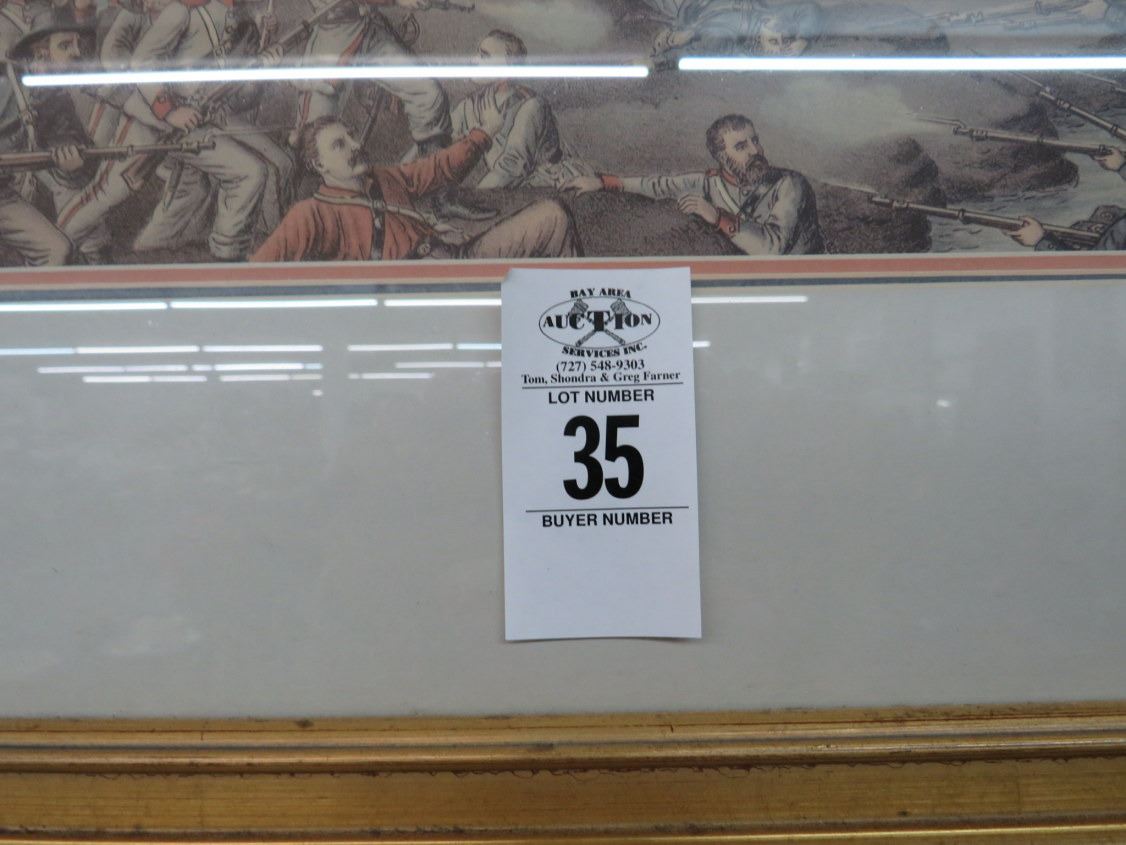 BAY AREA
AUCTION
SERVICES INC.
(727) 548-9303
Tom, Shondra & Greg Farner
LOT NUMBER
35
BUYER NUMBER